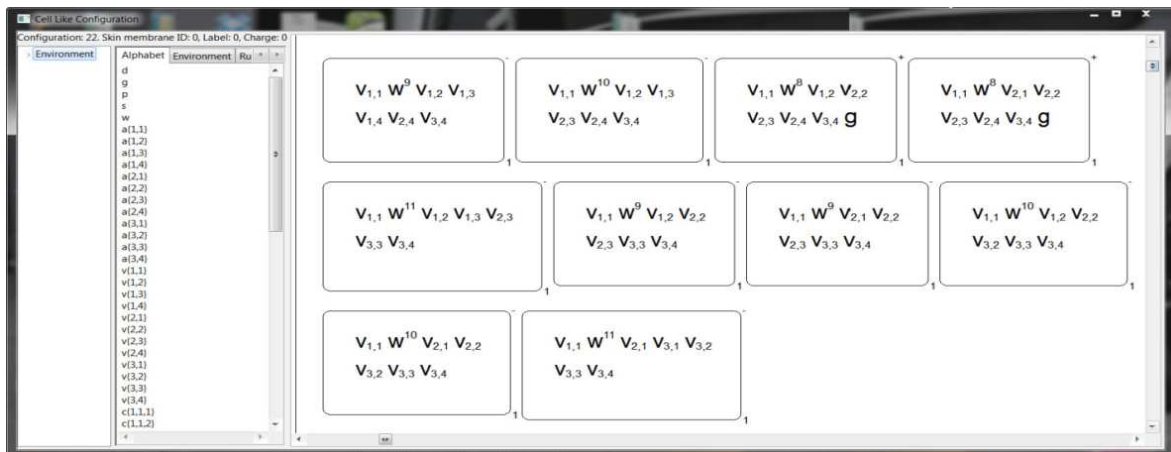 Cell Like Configuration
Configuration: 22. Skin membrane ID: 0, Label: 0, Charge: 0
Environment
Alphabet Environment Ru
d
g
p
s
w
a{1,1}
a{1,2}
a{1,3}
a{1,4}
a{2,1}
a{2,2}
a{2,3}
a{2,4}
a{3,1}
a{3,2}
a{3,3}
a{3,4}
v{1,1}
v{1,2}
v{1,3}
v{1,4}
v{2,1}
v{2,2}
v{2,3}
v{2,4}
v{3,1}
v{3,2}
v{3,3}
v{3,4}
c{1,1,1}
c{1,1,2}
- - + +
V1,1 W^9 V1,2 V1,3
V1,4 V2,4 V3,4
1
V1,1 W^10 V1,2 V1,3
V2,3 V2,4 V3,4
1
V1,1 W^8 V1,2 V2,2
V2,3 V2,4 V3,4 g
1
V1,1 W^8 V2,1 V2,2
V2,3 V2,4 V3,4 g
1
- - - -
V1,1 W^11 V1,2 V1,3 V2,3
V3,3 V3,4
1
V1,1 W^9 V1,2 V2,2
V2,3 V3,3 V3,4
1
V1,1 W^9 V2,1 V2,2
V2,3 V3,3 V3,4
1
V1,1 W^10 V1,2 V2,2
V3,2 V3,3 V3,4
1
- -
V1,1 W^10 V2,1 V2,2
V3,2 V3,3 V3,4
1
V1,1 W^11 V2,1 V3,1 V3,2
V3,3 V3,4
1